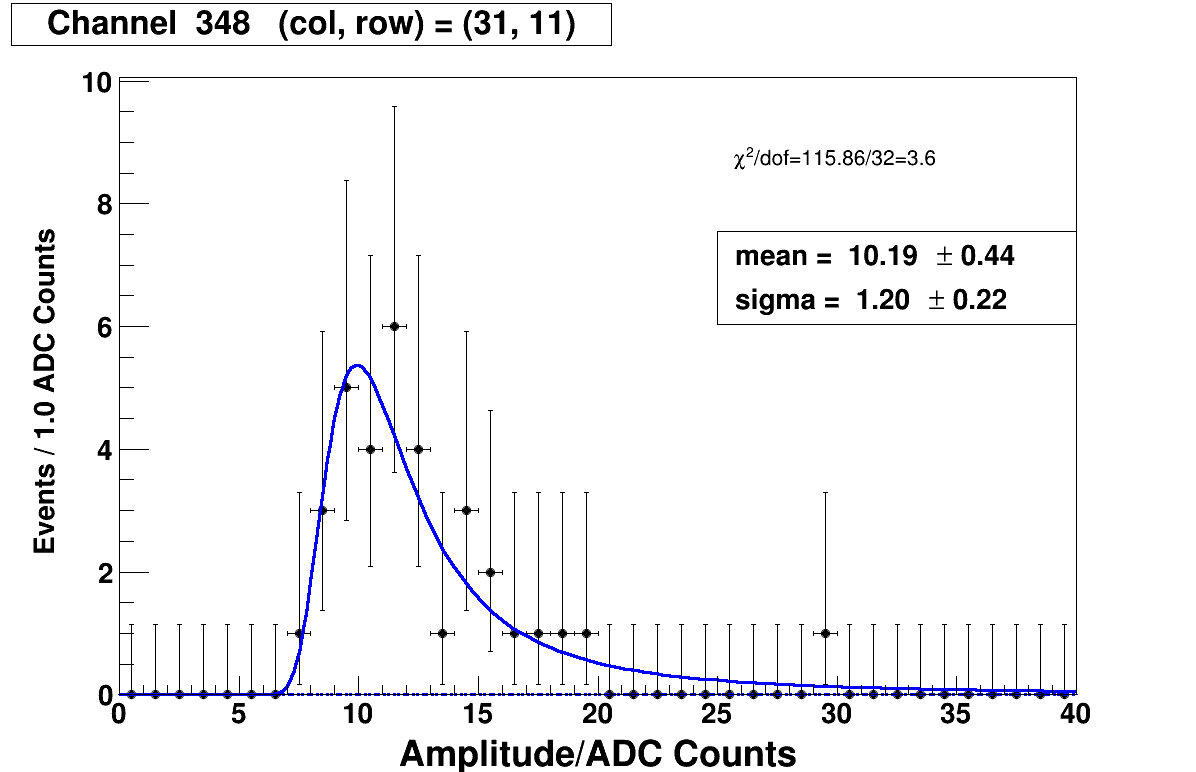 Channel 348 (col, row) = (31, 11)
10
8
6
4
2
0
Events / 1.0 ADC Counts
χ²/dof=115.86/32=3.6
mean = 10.19 ± 0.44
sigma = 1.20 ± 0.22
0 5 10 15 20 25 30 35 40
Amplitude/ADC Counts